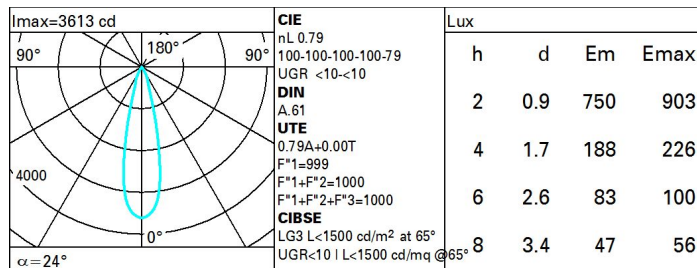 Imax=3613 cd
90°
180°
90°
4000
0°
α=24°
CIE
nL 0.79
100-100-100-100-79
UGR <10-<10
DIN
A.61
UTE
0.79A+0.00T
F"1=999
F"1+F"2=1000
F"1+F"2+F"3=1000
CIBSE
LG3 L<1500 cd/m² at 65°
UGR<10 | L<1500 cd/mq @65°
Lux
h d Em Emax
2 0.9 750 903
4 1.7 188 226
6 2.6 83 100
8 3.4 47 56